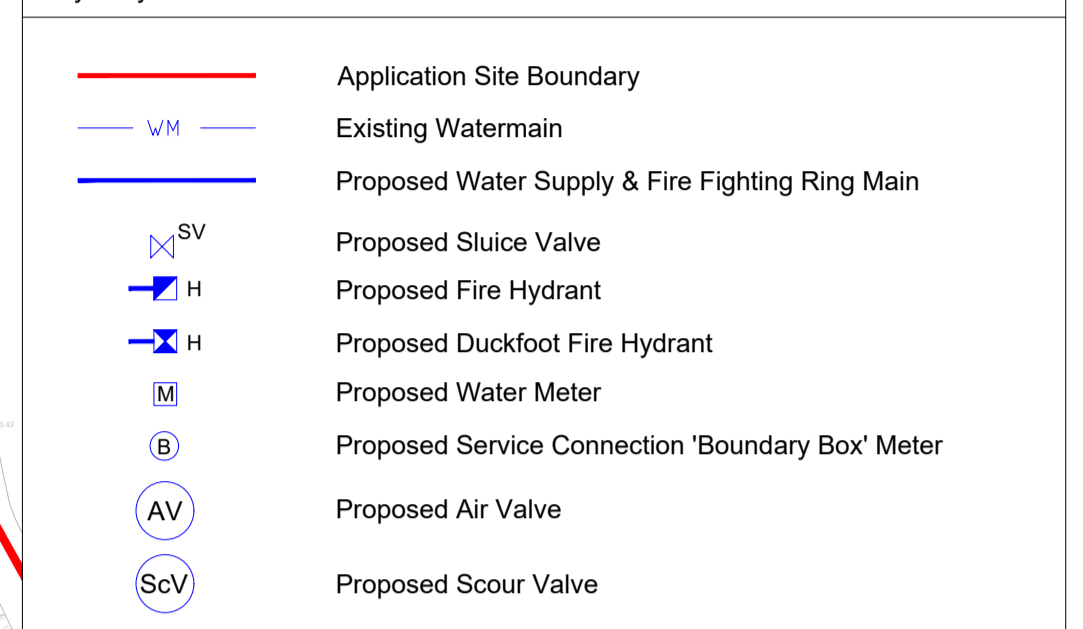 Application Site Boundary
WM Existing Watermain
Proposed Water Supply & Fire Fighting Ring Main
SV Proposed Sluice Valve
H Proposed Fire Hydrant
H Proposed Duckfoot Fire Hydrant
M Proposed Water Meter
B Proposed Service Connection 'Boundary Box' Meter
AV Proposed Air Valve
ScV Proposed Scour Valve